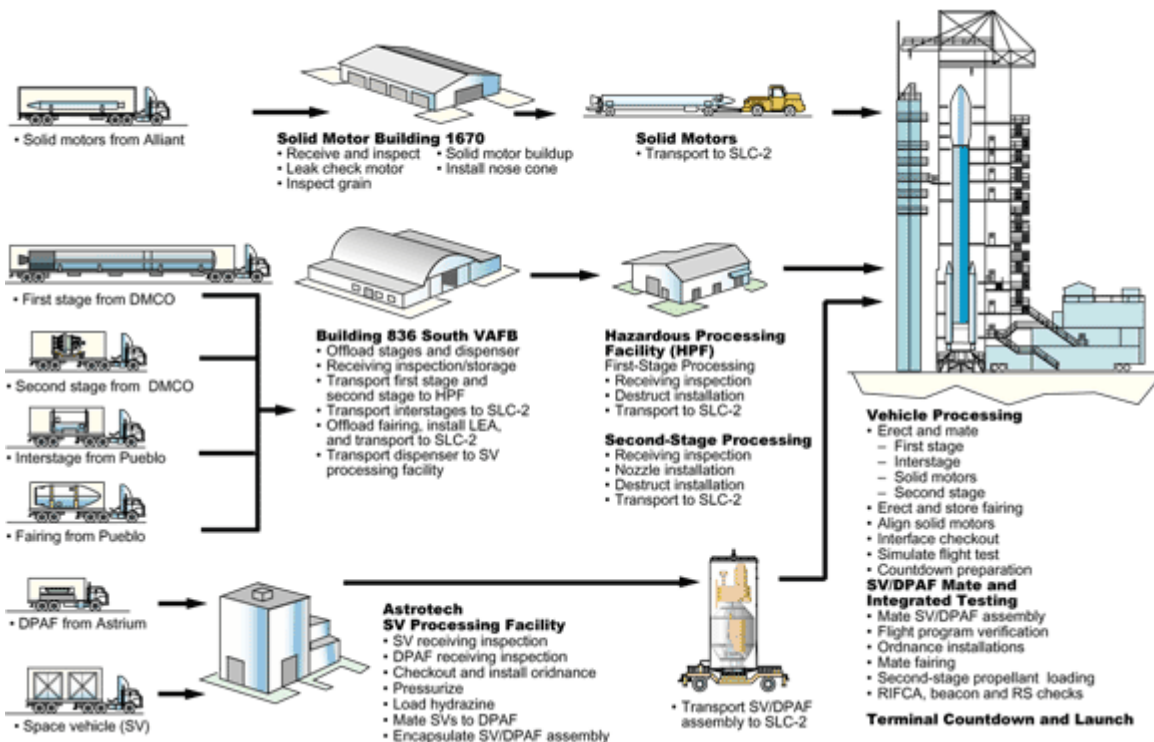 • Solid motors from Alliant
Solid Motor Building 1670
• Receive and inspect
• Leak check motor
• Inspect grain
• Solid motor buildup
• Install nose cone
Solid Motors
• Transport to SLC-2
• First stage from DMCO
• Second stage from DMCO
• Interstage from Pueblo
• Fairing from Pueblo
Building 836 South VAFB
• Offload stages and dispenser
• Receiving inspection/storage
• Transport first stage and
second stage to HPF
• Transport interstages to SLC-2
• Offload fairing, install LEA,
and transport to SLC-2
• Transport dispenser to SV
processing facility
Hazardous Processing
Facility (HPF)
First-Stage Processing
• Receiving inspection
• Destruct installation
• Transport to SLC-2
Second-Stage Processing
• Receiving inspection
• Nozzle installation
• Destruct installation
• Transport to SLC-2
• DPAF from Astrium
• Space vehicle (SV)
Astrotech
SV Processing Facility
• SV receiving inspection
• DPAF receiving inspection
• Checkout and install oridnance
• Pressurize
• Load hydrazine
• Mate SVs to DPAF
• Encapsulate SV/DPAF assembly
• Transport SV/DPAF
assembly to SLC-2
Vehicle Processing
• Erect and mate
– First stage
– Interstage
– Solid motors
– Second stage
• Erect and store fairing
• Align solid motors
• Interface checkout
• Simulate flight test
• Countdown preparation
SV/DPAF Mate and
Integrated Testing
• Mate SV/DPAF assembly
• Flight program verification
• Ordnance installations
• Mate fairing
• Second-stage propellant loading
• RIFCA, beacon and RS checks
Terminal Countdown and Launch